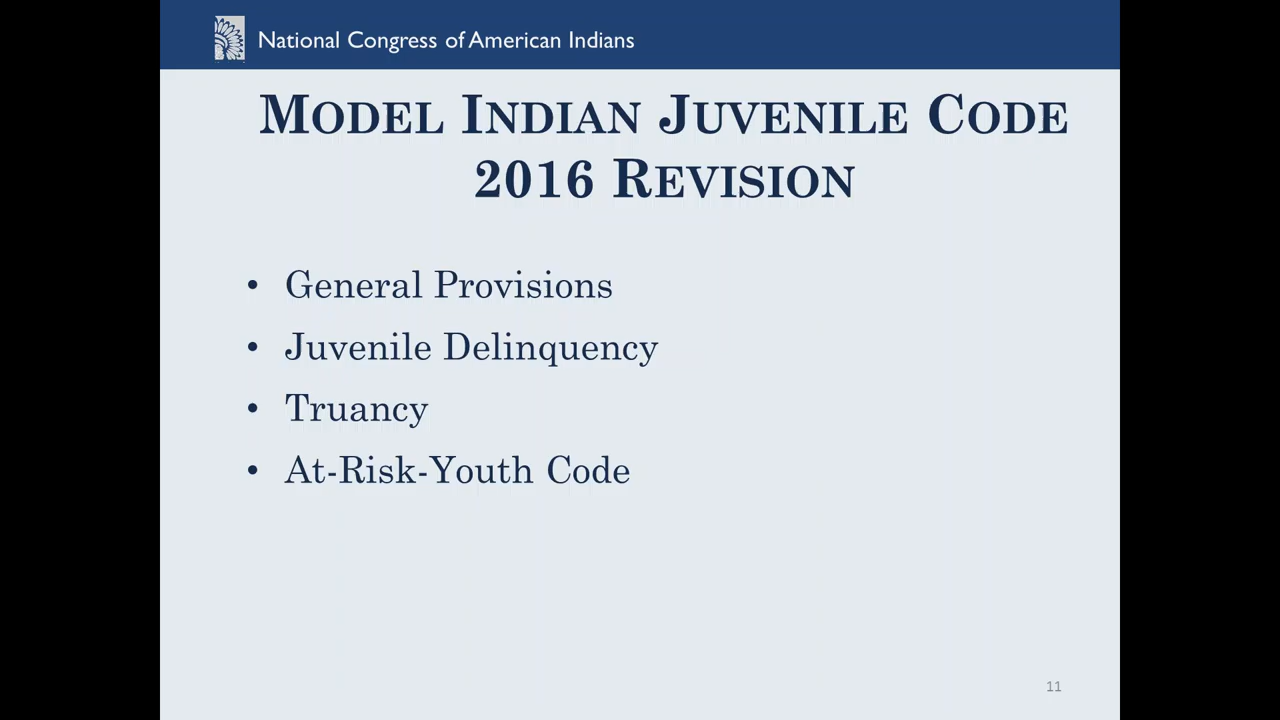 National Congress of American Indians
MODEL INDIAN JUVENILE CODE
2016 REVISION
• General Provisions
• Juvenile Delinquency
• Truancy
• At-Risk-Youth Code
11